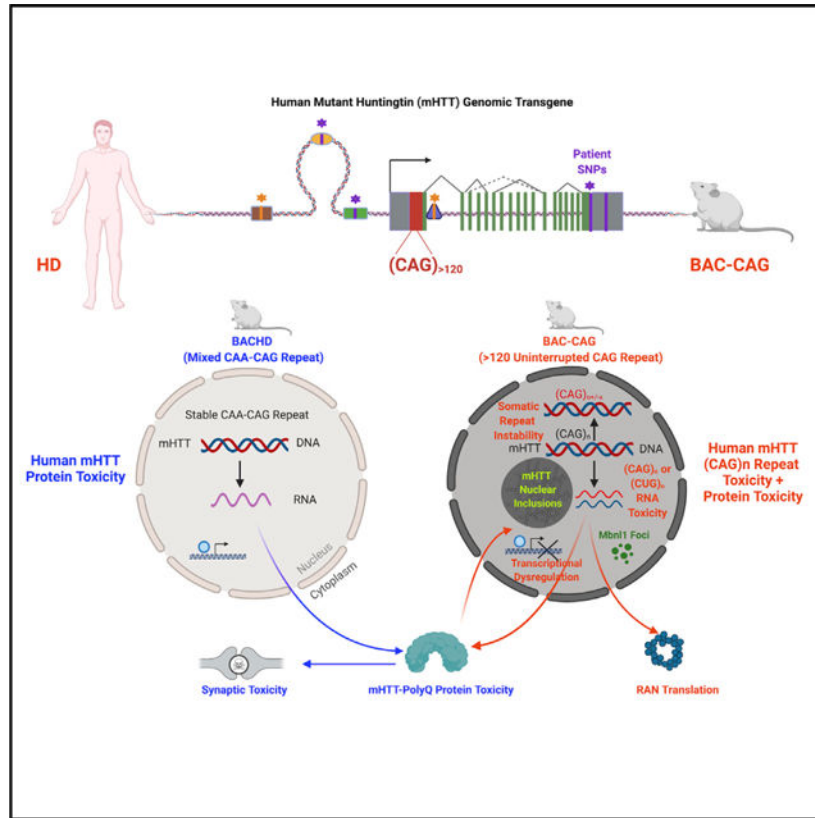 Human Mutant Huntingtin (mHTT) Genomic Transgene
Patient
SNPs
HD
(CAG)>120
BAC-CAG
BACHD
(Mixed CAA-CAG Repeat)
Stable CAA-CAG Repeat
mHTT
DNA
RNA
Nucleus
Cytoplasm
Human mHTT
Protein Toxicity
BAC-CAG
(>120 Uninterrupted CAG Repeat)
Somatic
Repeat
Instability
(CAG)n
mHTT
DNA
mHTT
Nuclear
Inclusions
(CAG)n or
(CUG)n
RNA
Toxicity
Mbnl1 Foci
Transcriptional
Dysregulation
Human mHTT
(CAG)n Repeat
Toxicity +
Protein Toxicity
Synaptic Toxicity
mHTT-PolyQ Protein Toxicity
RAN Translation